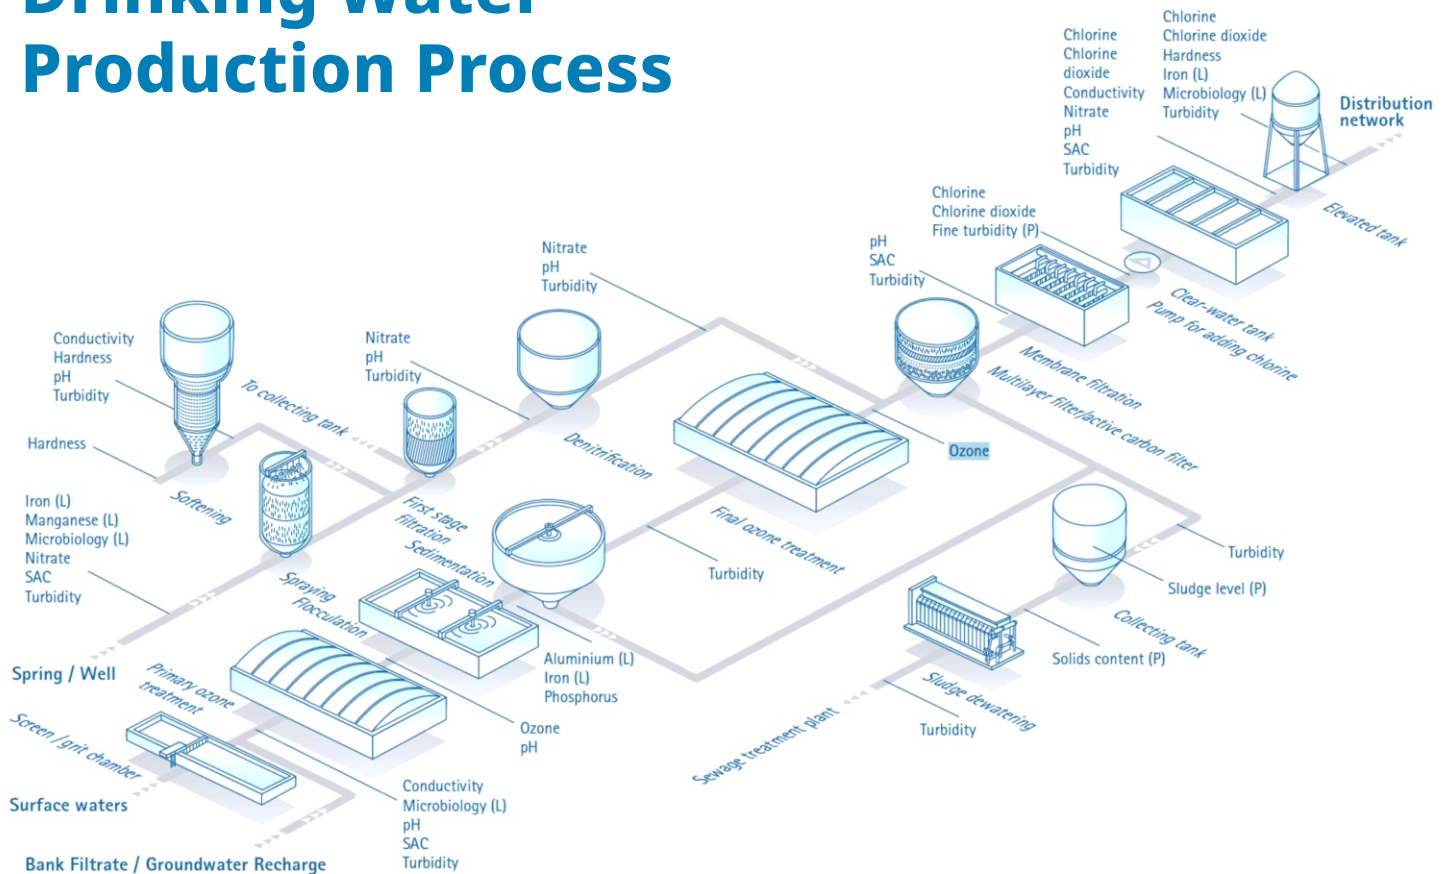 Drinking Water
Production Process
Chlorine
Chlorine dioxide
Hardness
Iron (L)
Microbiology (L)
Turbidity
Chlorine
Chlorine
dioxide
Conductivity
Nitrate
pH
SAC
Turbidity
Distribution
network
Elevated tank
Chlorine
Chlorine dioxide
Fine turbidity (P)
pH
SAC
Turbidity
Clear-water tank
Pump for adding chlorine
Membrane filtration
Multilayer filter/active carbon filter
Nitrate
pH
Turbidity
Conductivity
Hardness
pH
Turbidity
Nitrate
pH
Turbidity
To collecting tank
Denitrification
Ozone
Hardness
Softening
First stage
filtration
Sedimentation
Final ozone treatment
Iron (L)
Manganese (L)
Microbiology (L)
Nitrate
SAC
Turbidity
Turbidity
Turbidity
Sludge level (P)
Spraying
Flocculation
Collecting tank
Spring / Well
Primary ozone
treatment
Aluminium (L)
Iron (L)
Phosphorus
Solids content (P)
Sludge dewatering
Screen /grit chamber
Ozone
pH
Turbidity
Sewage treatment plant
Surface waters
Conductivity
Microbiology (L)
pH
SAC
Turbidity
Bank Filtrate / Groundwater Recharge